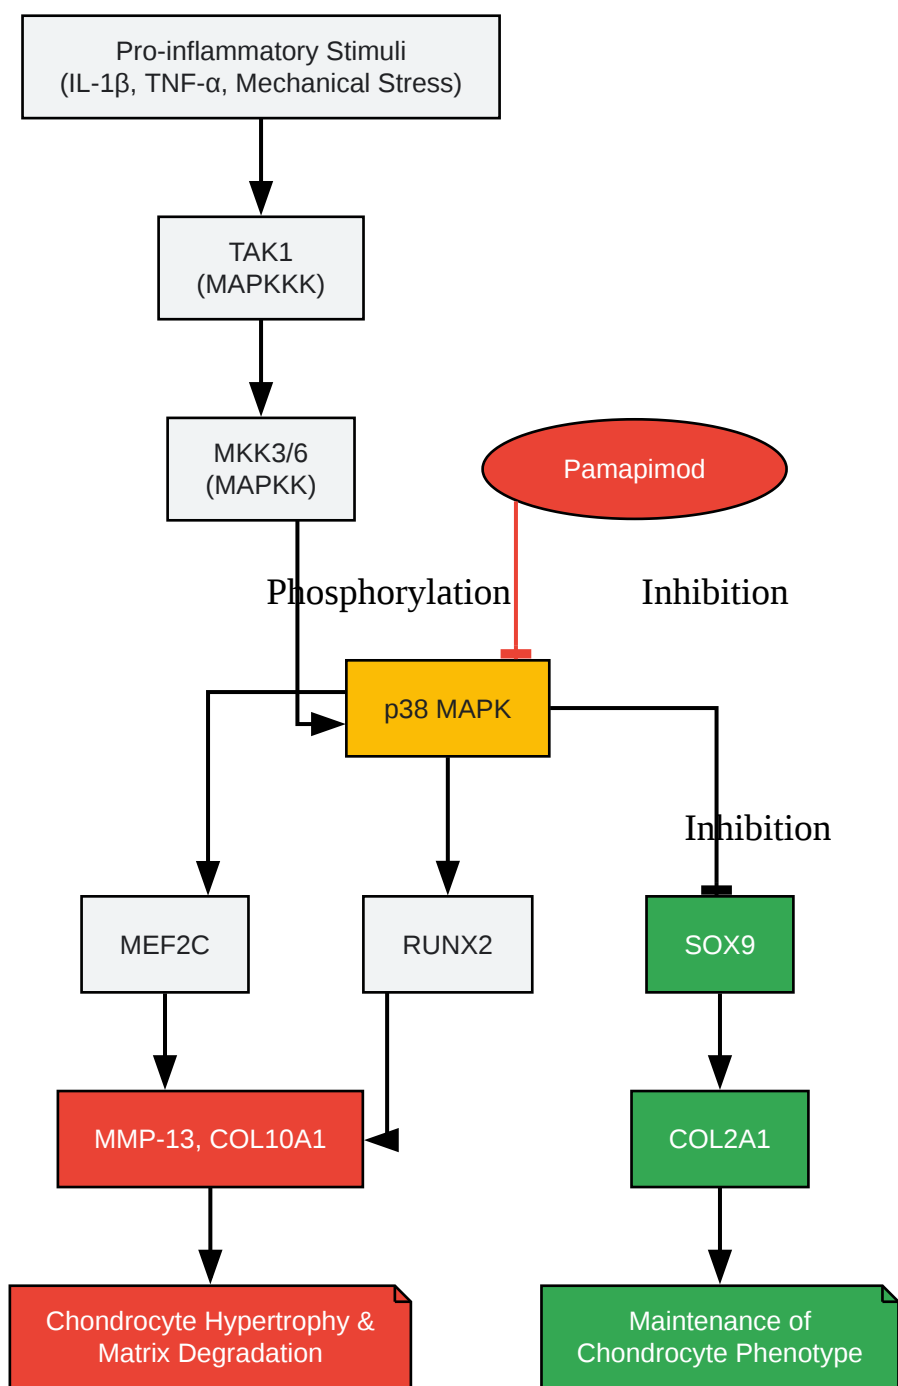 Pro-inflammatory Stimuli
(IL-1β, TNF-α, Mechanical Stress)
TAK1
(MAPKKK)
MKK3/6
(MAPKK)
Pamapimod
Phosphorylation
Inhibition
p38 MAPK
Inhibition
MEF2C
RUNX2
SOX9
MMP-13, COL10A1
COL2A1
Chondrocyte Hypertrophy &
Matrix Degradation
Maintenance of
Chondrocyte Phenotype